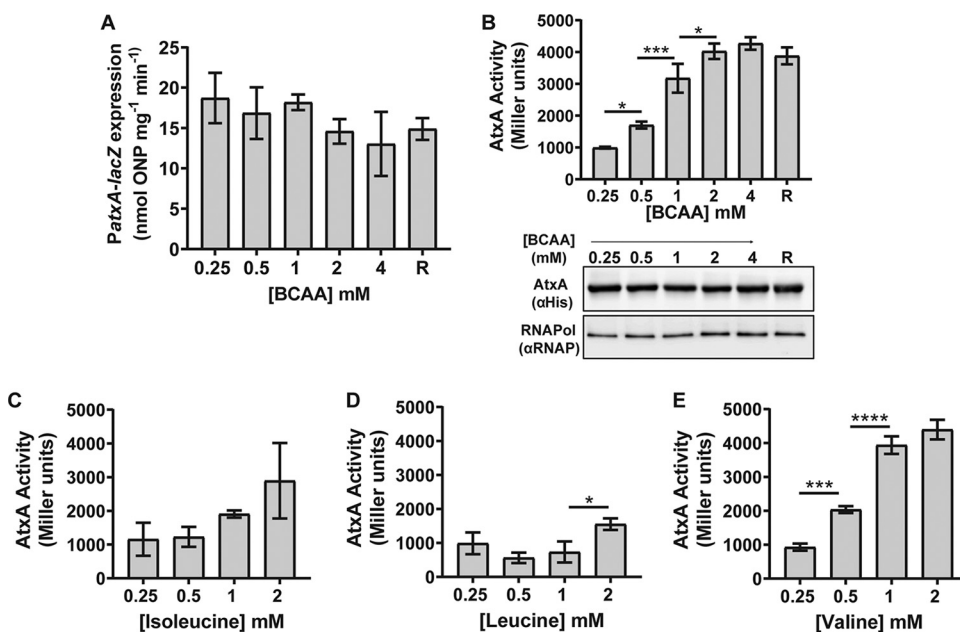 A
PatxA-lacZ expression
(nmol ONP mg-1 min-1)
25
20
15
10
5
0
0.25 0.5 1 2 4 R
[BCAA] mM
B
AtxA Activity
(Miller units)
5000
4000
3000
2000
1000
0
* *** *
0.25 0.5 1 2 4 R
[BCAA] mM
[BCAA]
(mM) 0.25 0.5 1 2 4 R
AtxA
(αHis)
RNAPol
(αRNAP)
C
AtxA Activity
(Miller units)
5000
4000
3000
2000
1000
0
0.25 0.5 1 2
[Isoleucine] mM
D
AtxA Activity
(Miller units)
5000
4000
3000
2000
1000
0
*
0.25 0.5 1 2
[Leucine] mM
E
AtxA Activity
(Miller units)
5000
4000
3000
2000
1000
0
*** ****
0.25 0.5 1 2
[Valine] mM